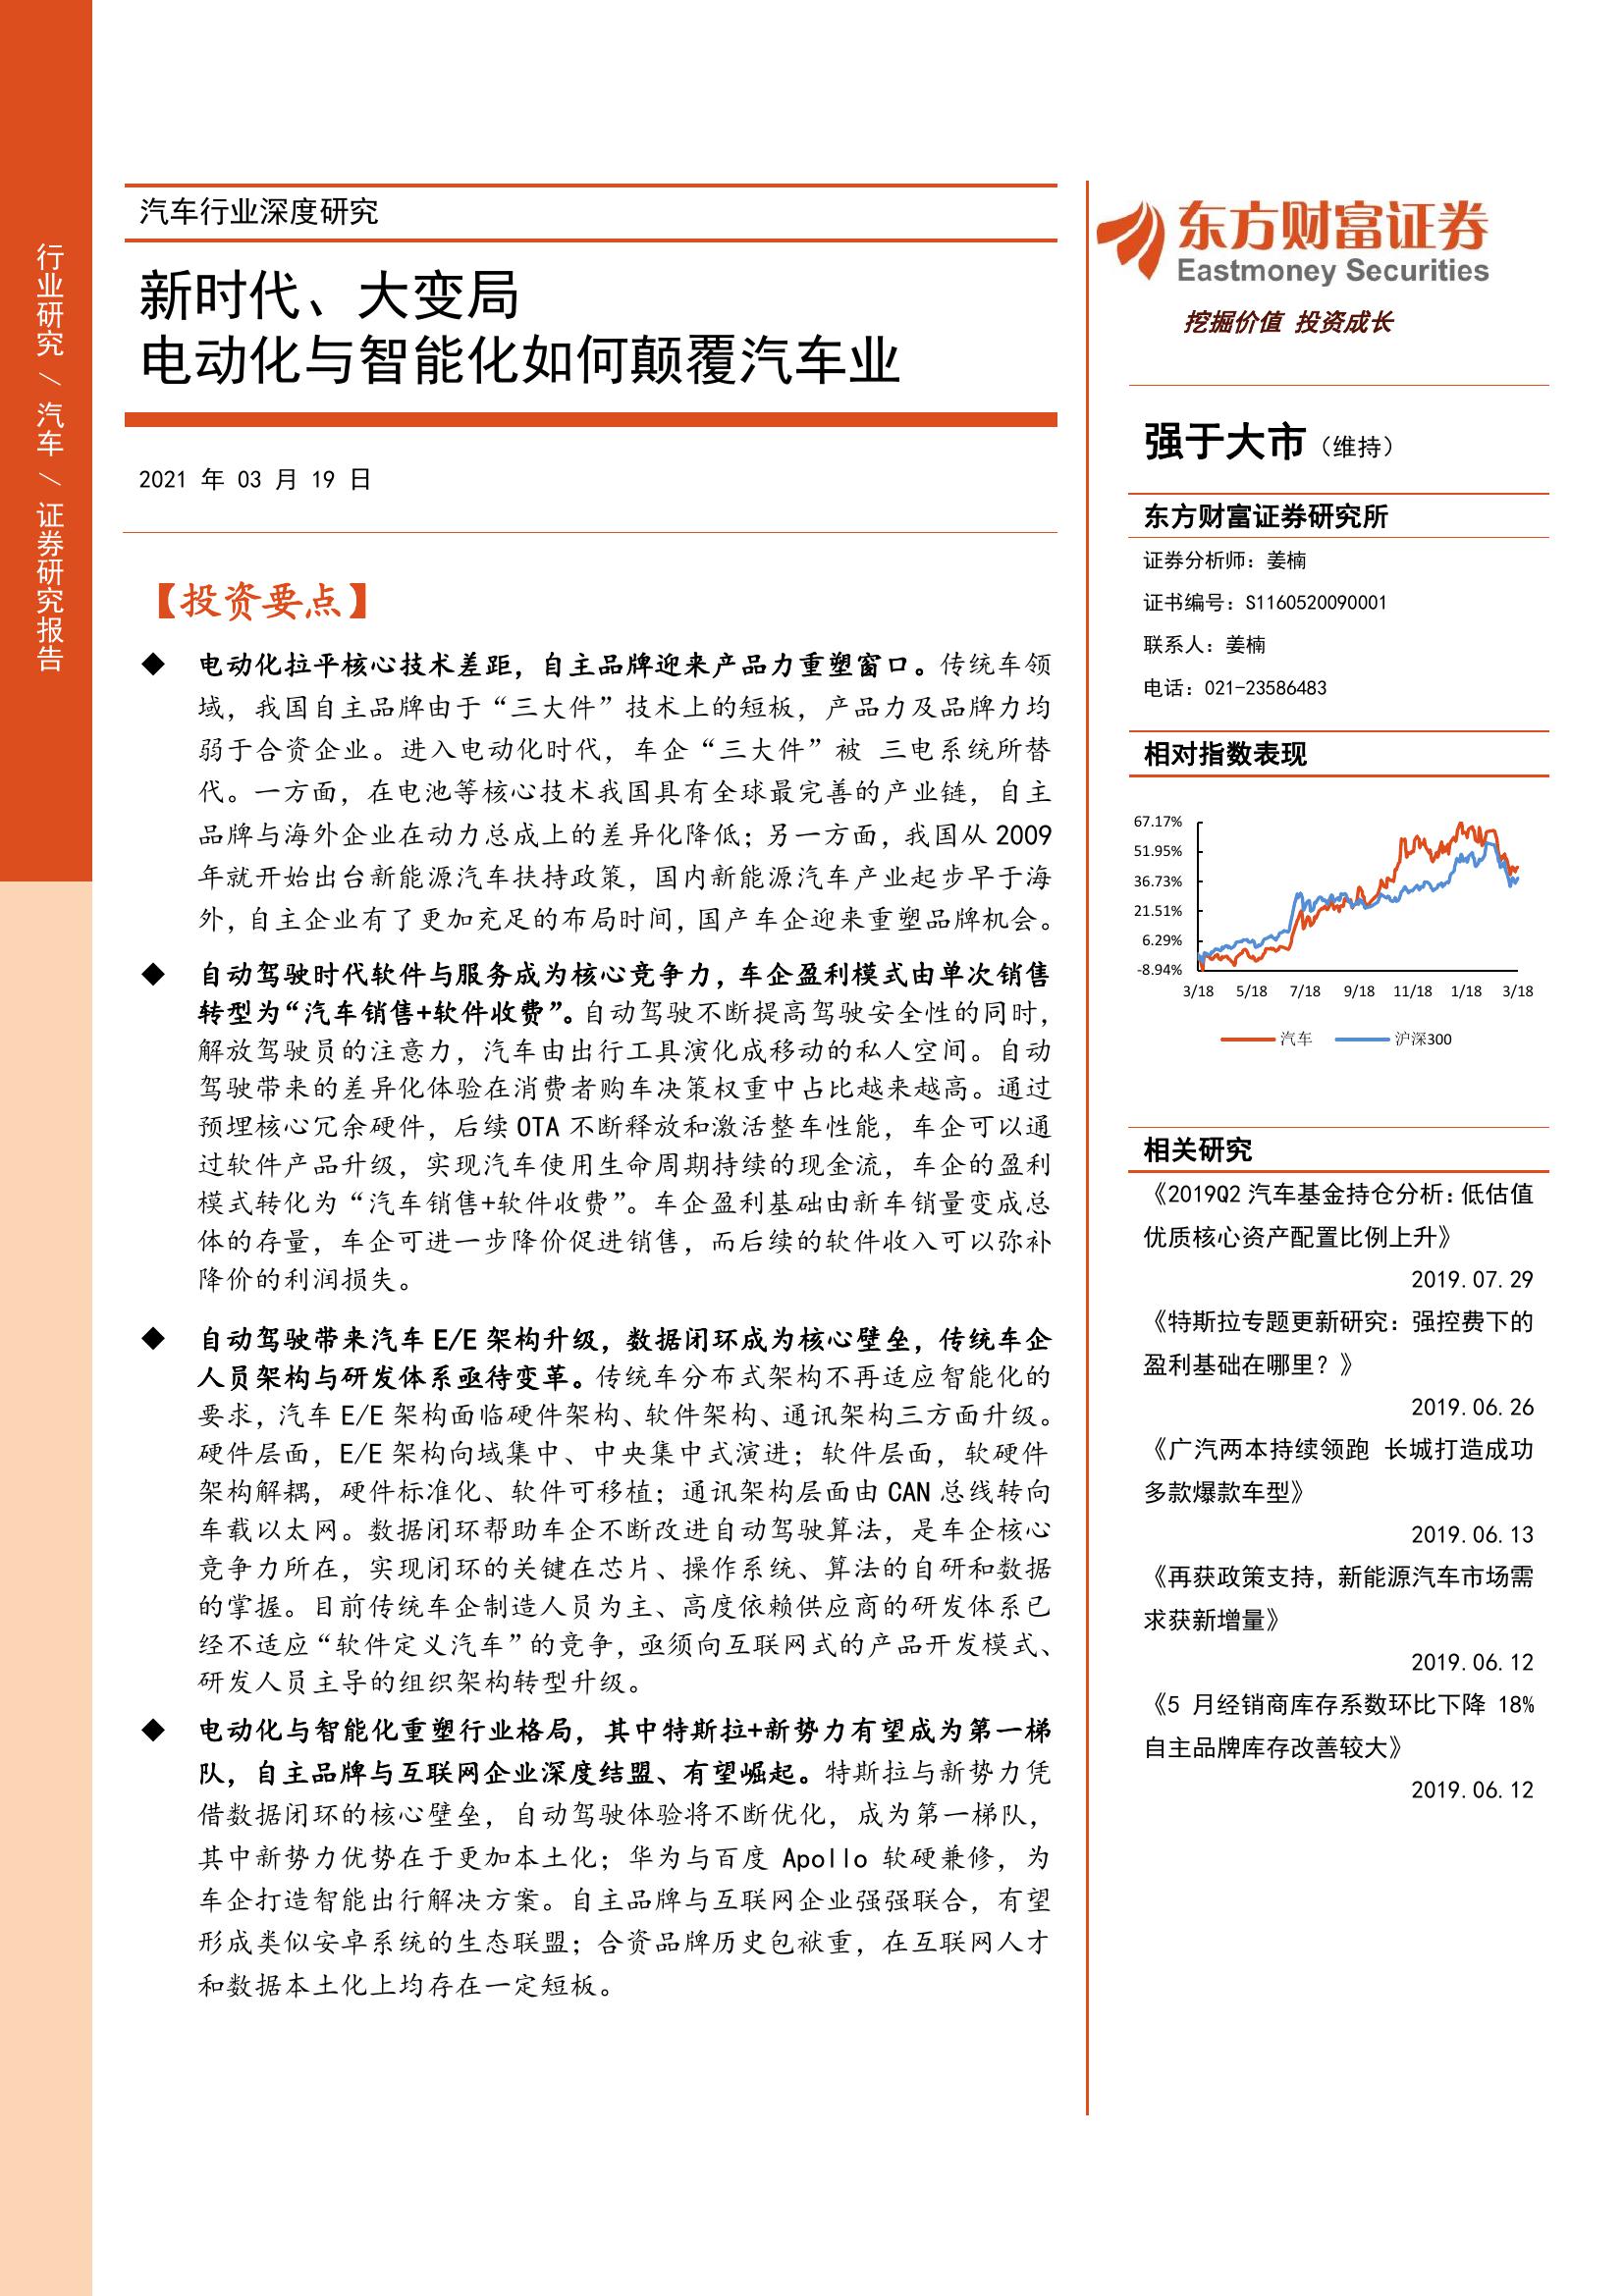 行业研究／汽车／证券研究报告
汽车行业深度研究
新时代、大变局
电动化与智能化如何颠覆汽车业
2021 年 03 月 19 日
【投资要点】
◆ 电动化拉平核心技术差距，自主品牌迎来产品力重塑窗口。传统车领
域，我国自主品牌由于“三大件”技术上的短板，产品力及品牌力均
弱于合资企业。进入电动化时代，车企“三大件”被 三电系统所替
代。一方面，在电池等核心技术我国具有全球最完善的产业链，自主
品牌与海外企业在动力总成上的差异化降低；另一方面，我国从 2009
年就开始出台新能源汽车扶持政策，国内新能源汽车产业起步早于海
外，自主企业有了更加充足的布局时间，国产车企迎来重塑品牌机会。
◆ 自动驾驶时代软件与服务成为核心竞争力，车企盈利模式由单次销售
转型为“汽车销售+软件收费”。自动驾驶不断提高驾驶安全性的同时，
解放驾驶员的注意力，汽车由出行工具演化成移动的私人空间。自动
驾驶带来的差异化体验在消费者购车决策权重中占比越来越高。通过
预埋核心冗余硬件，后续 OTA 不断释放和激活整车性能，车企可以通
过软件产品升级，实现汽车使用生命周期持续的现金流，车企的盈利
模式转化为“汽车销售+软件收费”。车企盈利基础由新车销量变成总
体的存量，车企可进一步降价促进销售，而后续的软件收入可以弥补
降价的利润损失。
◆ 自动驾驶带来汽车 E/E 架构升级，数据闭环成为核心壁垒，传统车企
人员架构与研发体系亟待变革。传统车分布式架构不再适应智能化的
要求，汽车 E/E 架构面临硬件架构、软件架构、通讯架构三方面升级。
硬件层面，E/E 架构向域集中、中央集中式演进；软件层面，软硬件
架构解耦，硬件标准化、软件可移植；通讯架构层面由 CAN 总线转向
车载以太网。数据闭环帮助车企不断改进自动驾驶算法，是车企核心
竞争力所在，实现闭环的关键在芯片、操作系统、算法的自研和数据
的掌握。目前传统车企制造人员为主、高度依赖供应商的研发体系已
经不适应“软件定义汽车”的竞争，亟须向互联网式的产品开发模式、
研发人员主导的组织架构转型升级。
◆ 电动化与智能化重塑行业格局，其中特斯拉+新势力有望成为第一梯
队，自主品牌与互联网企业深度结盟、有望崛起。特斯拉与新势力凭
借数据闭环的核心壁垒，自动驾驶体验将不断优化，成为第一梯队，
其中新势力优势在于更加本土化；华为与百度 Apollo 软硬兼修，为
车企打造智能出行解决方案。自主品牌与互联网企业强强联合，有望
形成类似安卓系统的生态联盟；合资品牌历史包袱重，在互联网人才
和数据本土化上均存在一定短板。
东方财富证券
Eastmoney Securities
挖掘价值 投资成长
强于大市（维持）
东方财富证券研究所
证券分析师：姜楠
证书编号：S1160520090001
联系人：姜楠
电话：021-23586483
相对指数表现
67.17%
51.95%
36.73%
21.51%
6.29%
-8.94%
3/18 5/18 7/18 9/18 11/18 1/18 3/18
汽车 沪深300
相关研究
《2019Q2 汽车基金持仓分析：低估值
优质核心资产配置比例上升》
2019.07.29
《特斯拉专题更新研究：强控费下的
盈利基础在哪里？》
2019.06.26
《广汽两本持续领跑 长城打造成功
多款爆款车型》
2019.06.13
《再获政策支持，新能源汽车市场需
求获新增量》
2019.06.12
《5 月经销商库存系数环比下降 18%
自主品牌库存改善较大》
2019.06.12